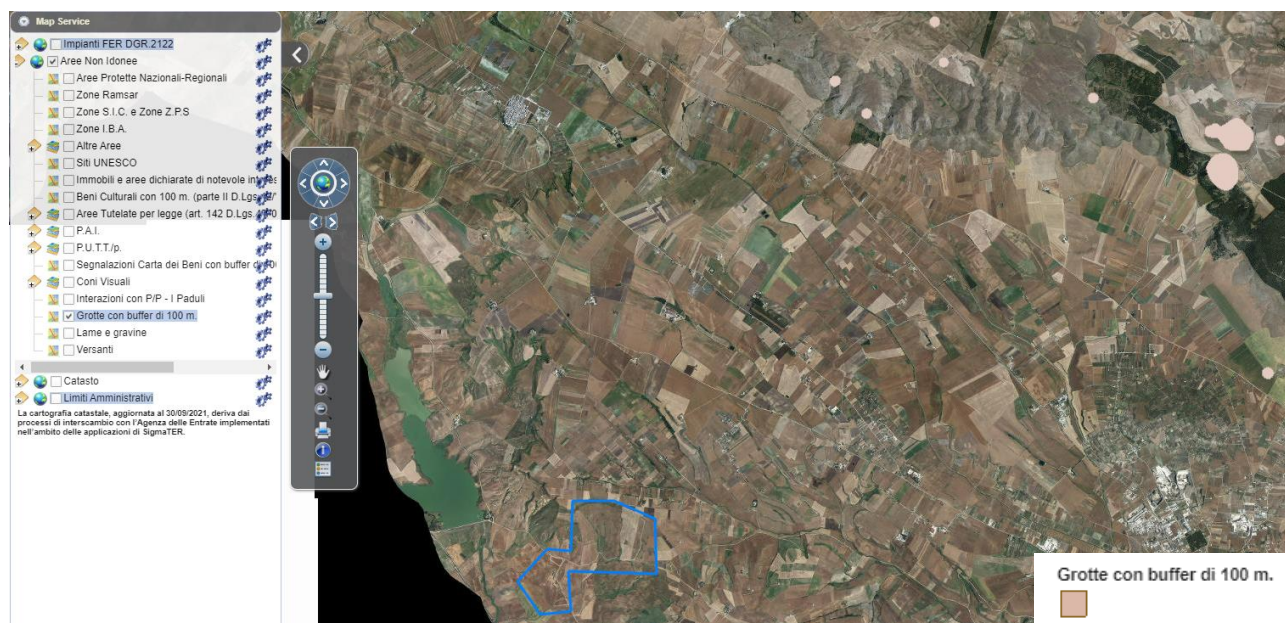 Map Service
Impianti FER DGR.2122
Aree Non Idonee
Aree Protette Nazionali-Regionali
Zone Ramsar
Zone S.I.C. e Zone Z.P.S
Zone I.B.A.
Altre Aree
Siti UNESCO
Immobili e aree dichiarate di notevole
Beni Culturali con 100 m. (parte II D.Lgs.
Aree Tutelate per legge (art. 142 D.Lgs.
P.A.I.
P.U.T.T./p.
Segnalazioni Carta dei Beni con buffer
Coni Visuali
Interazioni con P/P - I Paduli
Grotte con buffer di 100 m.
Lame e gravine
Versanti
Catasto
Limiti Amministrativi
La cartografia catastale, aggiornata al 30/09/2021, deriva dai
processi di interscambio con l'Agenzia delle Entrate implementati
nell'ambito delle applicazioni di SigmaTER.
Grotte con buffer di 100 m.